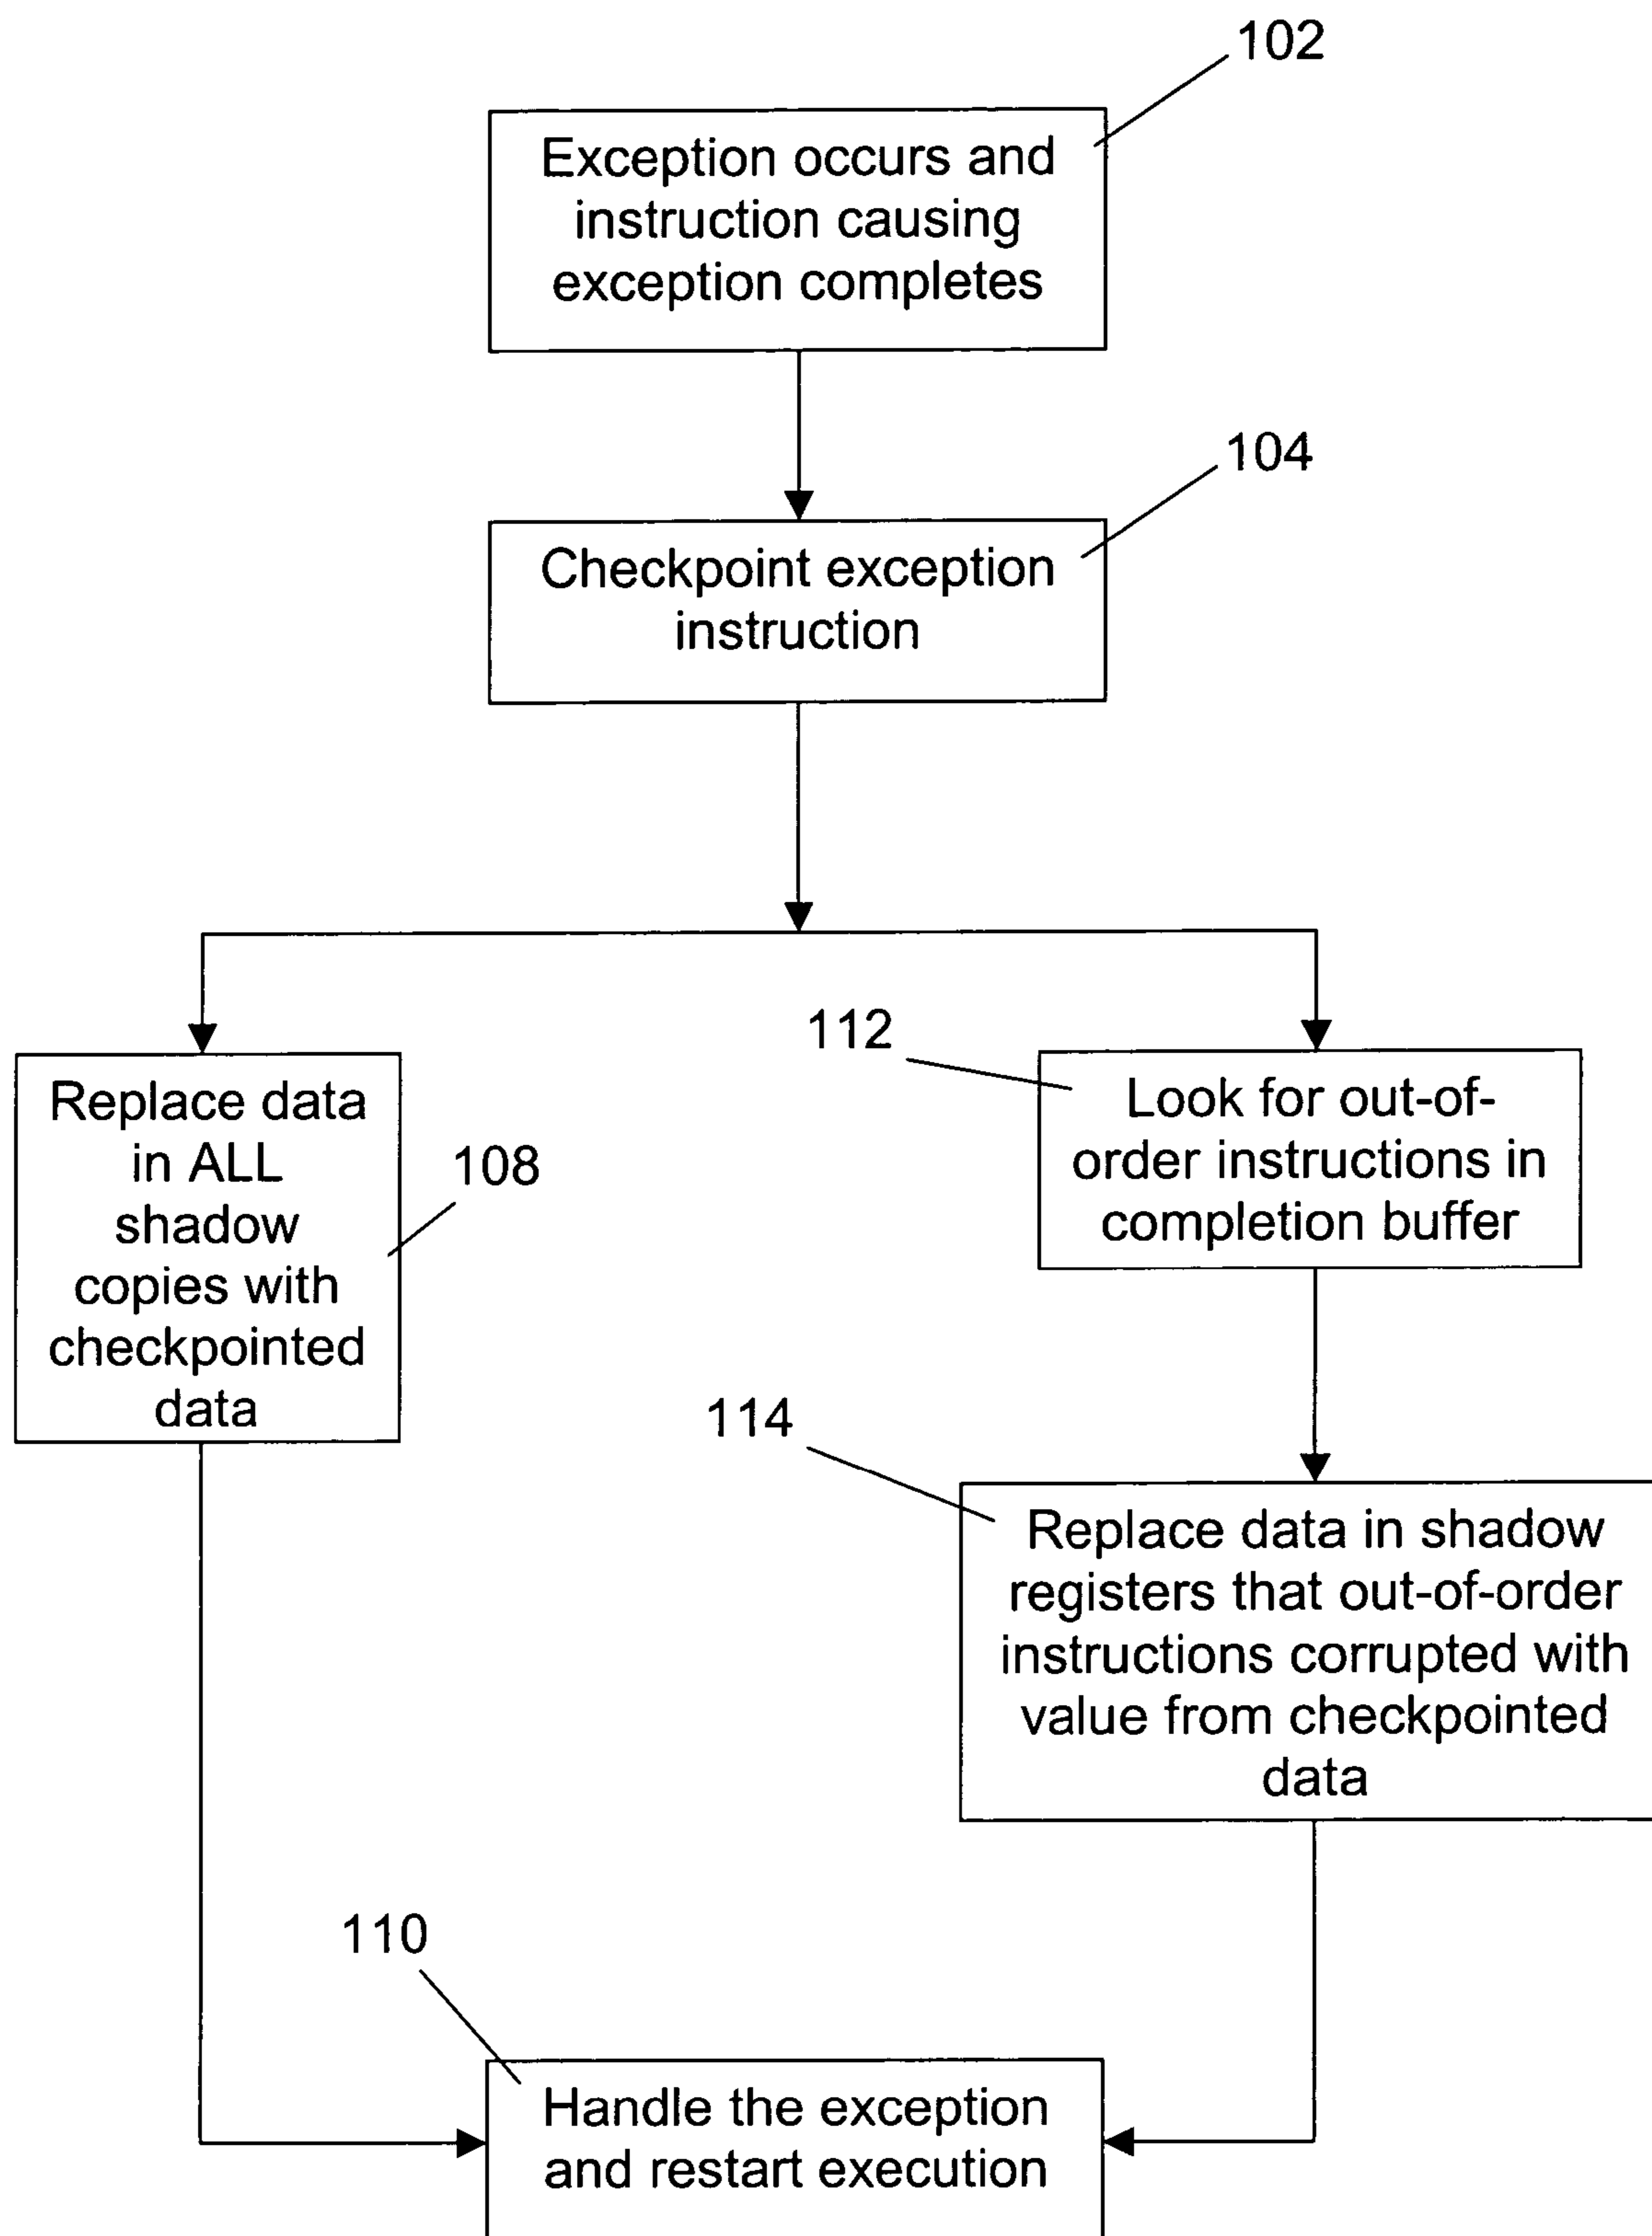 102
Exception occurs and
instruction causing
exception completes
104
Checkpoint exception
instruction
108
Replace data
in ALL
shadow
copies with
checkpointed
data
112
Look for out-of-
order instructions in
completion buffer
114
Replace data in shadow
registers that out-of-order
instructions corrupted with
value from checkpointed
data
110
Handle the exception
and restart execution